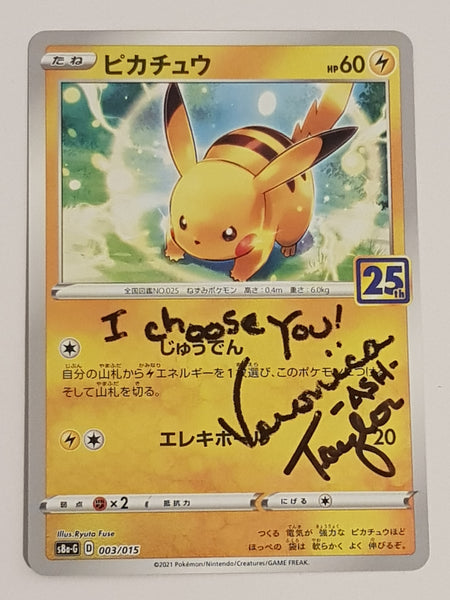 たね ピカチュウ HP60
全国図鑑NO.025 ねずみポケモン 高さ:0.4m 重さ:6.0kg
25th
I choose You!
じゅうでん
自分の山札からエネルギーを1枚選び、このポケモンにつけ
そして山札を切る。
Veronica
-ASH-
Taylor
エレキボ 20
弱点 ×2 抵抗力 にげる
Illus.Ryuta Fuse
つくる 電気が 強力な ピカチュウほど
ほっぺの 袋は 軟らかく よく 伸びるぞ。
s8a-G D 003/015
©2021 Pokémon/Nintendo/Creatures/GAME FREAK.